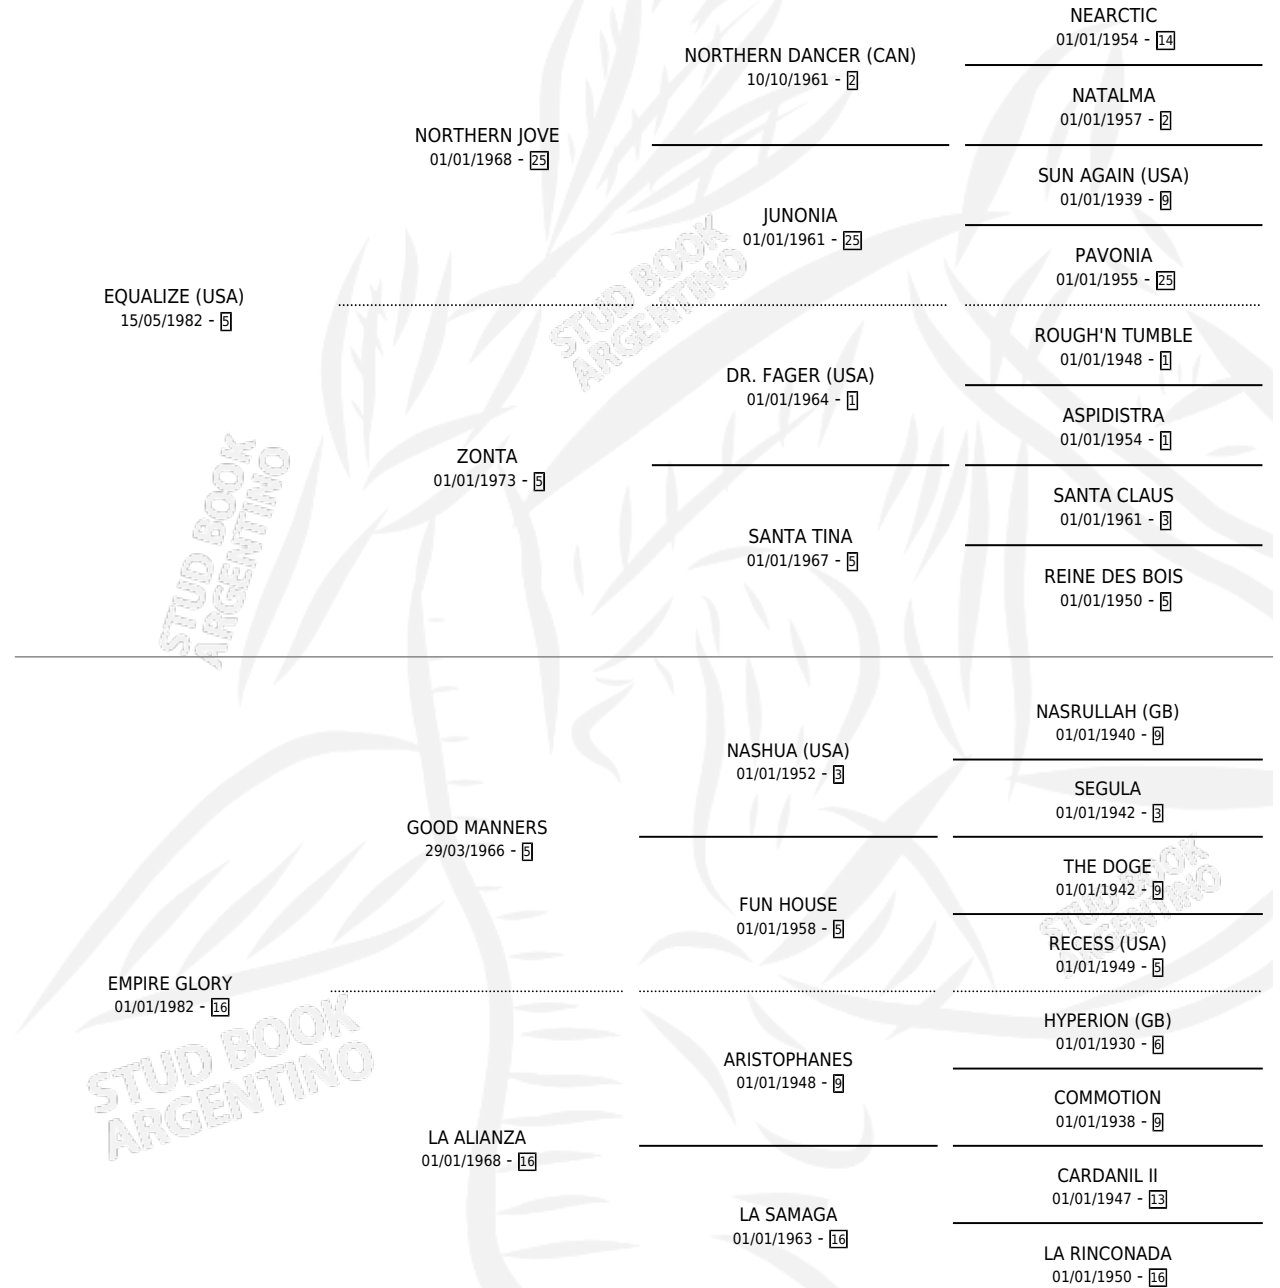 NEARCTIC
01/01/1954 - 14
NORTHERN DANCER (CAN)
10/10/1961 - 2
NATALMA
01/01/1957 - 2
NORTHERN JOVE
01/01/1968 - 25
SUN AGAIN (USA)
01/01/1939 - 9
JUNONIA
01/01/1961 - 25
PAVONIA
01/01/1955 - 25
EQUALIZE (USA)
15/05/1982 - 5
STUD BOOK
ARGENTINO
ROUGH'N TUMBLE
01/01/1948 - 1
DR. FAGER (USA)
01/01/1964 - 1
ASPIDISTRA
01/01/1954 - 1
ZONTA
01/01/1973 - 5
SANTA CLAUS
01/01/1961 - 3
SANTA TINA
01/01/1967 - 5
REINE DES BOIS
01/01/1950 - 5
STUD BOOK
ARGENTINO
NASRULLAH (GB)
01/01/1940 - 9
NASHUA (USA)
01/01/1952 - 3
SEGULA
01/01/1942 - 3
GOOD MANNERS
29/03/1966 - 5
THE DOGE
01/01/1942 - 9
FUN HOUSE
01/01/1958 - 5
STUD BOOK
ARGENTINO
RECESS (USA)
01/01/1949 - 5
EMPIRE GLORY
01/01/1982 - 16
HYPERION (GB)
01/01/1930 - 6
ARISTOPHANES
01/01/1948 - 9
STUD BOOK
ARGENTINO
COMMOTION
01/01/1938 - 9
LA ALIANZA
01/01/1968 - 16
CARDANIL II
01/01/1947 - 13
LA SAMAGA
01/01/1963 - 16
LA RINCONADA
01/01/1950 - 16